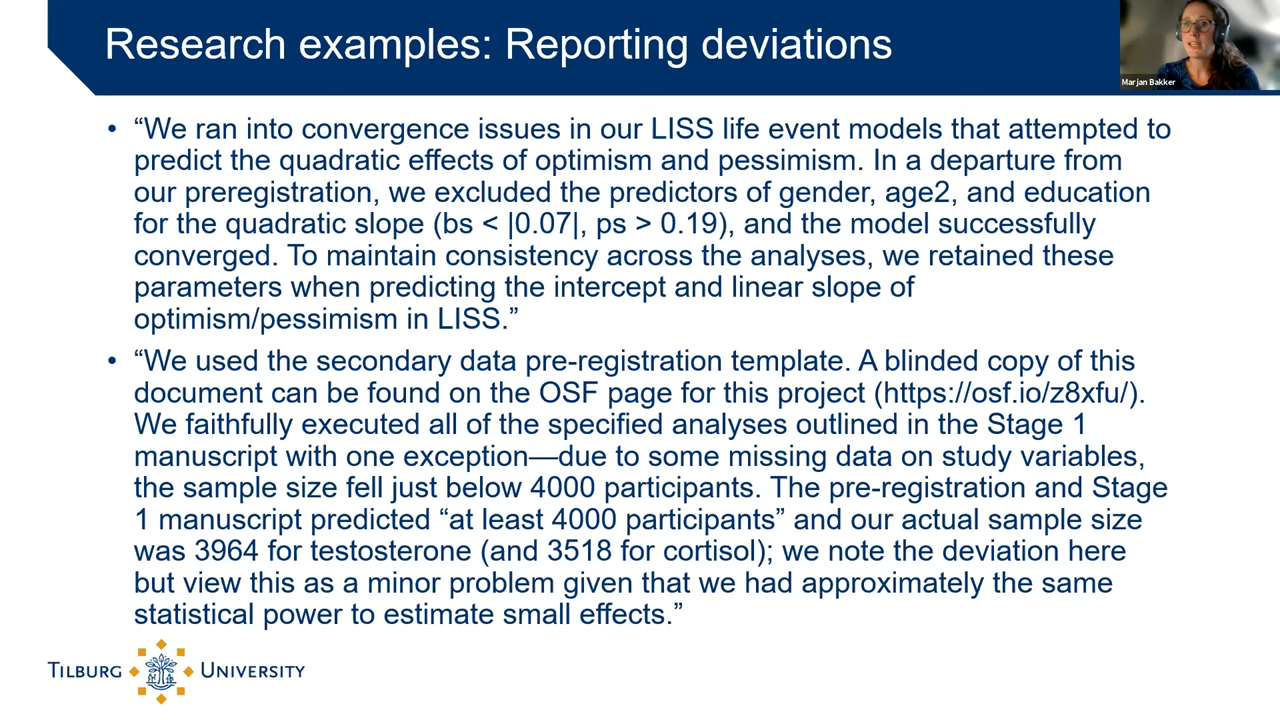 Research examples: Reporting deviations
Marjan Bakker
• “We ran into convergence issues in our LISS life event models that attempted to
predict the quadratic effects of optimism and pessimism. In a departure from
our preregistration, we excluded the predictors of gender, age2, and education
for the quadratic slope (bs < |0.07|, ps > 0.19), and the model successfully
converged. To maintain consistency across the analyses, we retained these
parameters when predicting the intercept and linear slope of
optimism/pessimism in LISS.”
• “We used the secondary data pre-registration template. A blinded copy of this
document can be found on the OSF page for this project (https://osf.io/z8xfu/).
We faithfully executed all of the specified analyses outlined in the Stage 1
manuscript with one exception—due to some missing data on study variables,
the sample size fell just below 4000 participants. The pre-registration and Stage
1 manuscript predicted “at least 4000 participants” and our actual sample size
was 3964 for testosterone (and 3518 for cortisol); we note the deviation here
but view this as a minor problem given that we had approximately the same
statistical power to estimate small effects.”
TILBURG UNIVERSITY